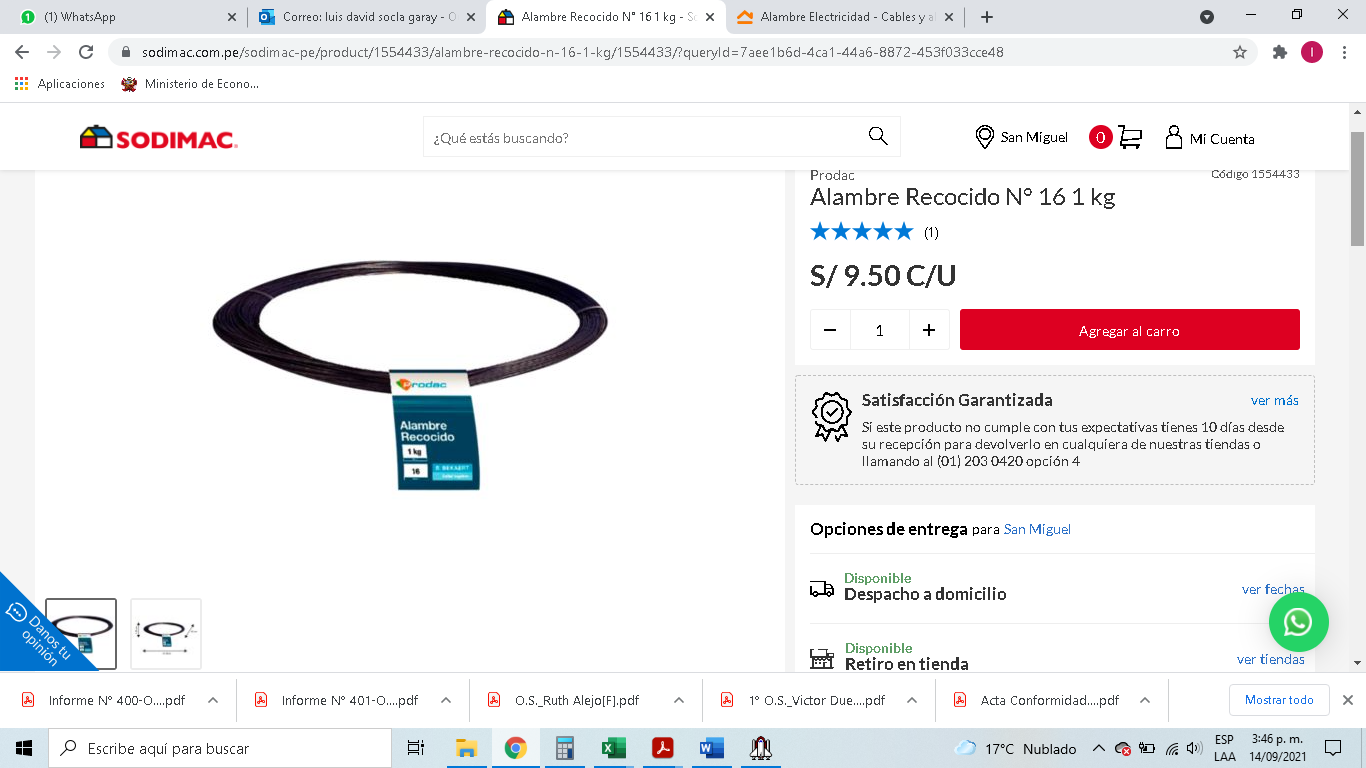 (1) WhatsApp
Correo: luis david socla garay - O
Alambre Recocido N° 16 1 kg - So
Alambre Electricidad - Cables y a
sodimac.com.pe/sodimac-pe/product/1554433/alambre-recocido-n-16-1-kg/1554433/?queryId=7aee1b6d-4ca1-44a6-8872-453f033cce48
I
Aplicaciones
Ministerio de Econo...
SODIMAC
¿Qué estás buscando?
San Miguel
0
Mi Cuenta
Prodac
Código 1554433
Alambre Recocido N° 16 1 kg
(1)
S/ 9.50 C/U
1
Agregar al carro
Prodac
Alambre
Recocido
1 kg
16
BEKAERT
Satisfacción Garantizada
ver más
Si este producto no cumple con tus expectativas tienes 10 días desde
su recepción para devolverlo en cualquiera de nuestras tiendas o
llamando al (01) 203 0420 opción 4
Opciones de entrega para San Miguel
Disponible
Despacho a domicilio
ver fechas
Disponible
Retiro en tienda
ver tiendas
Danos tu
opinión
Informe N° 400-O....pdf
Informe N° 401-O....pdf
O.S._Ruth Alejo[F].pdf
1° O.S._Victor Due....pdf
Acta Conformidad....pdf
Mostrar todo
Escribe aquí para buscar
17°C Nublado
ESP
LAA
3:46 p. m.
14/09/2021